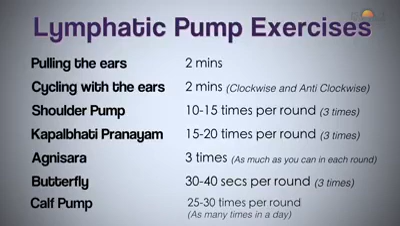 Lymphatic Pump Exercises
Pulling the ears 2 mins
Cycling with the ears 2 mins (Clockwise and Anti Clockwise)
Shoulder Pump 10-15 times per round (3 times)
Kapalbhati Pranayam 15-20 times per round (3 times)
Agnisara 3 times (As much as you can in each round)
Butterfly 30-40 secs per round (3 times)
Calf Pump 25-30 times per round
(As many times in a day)